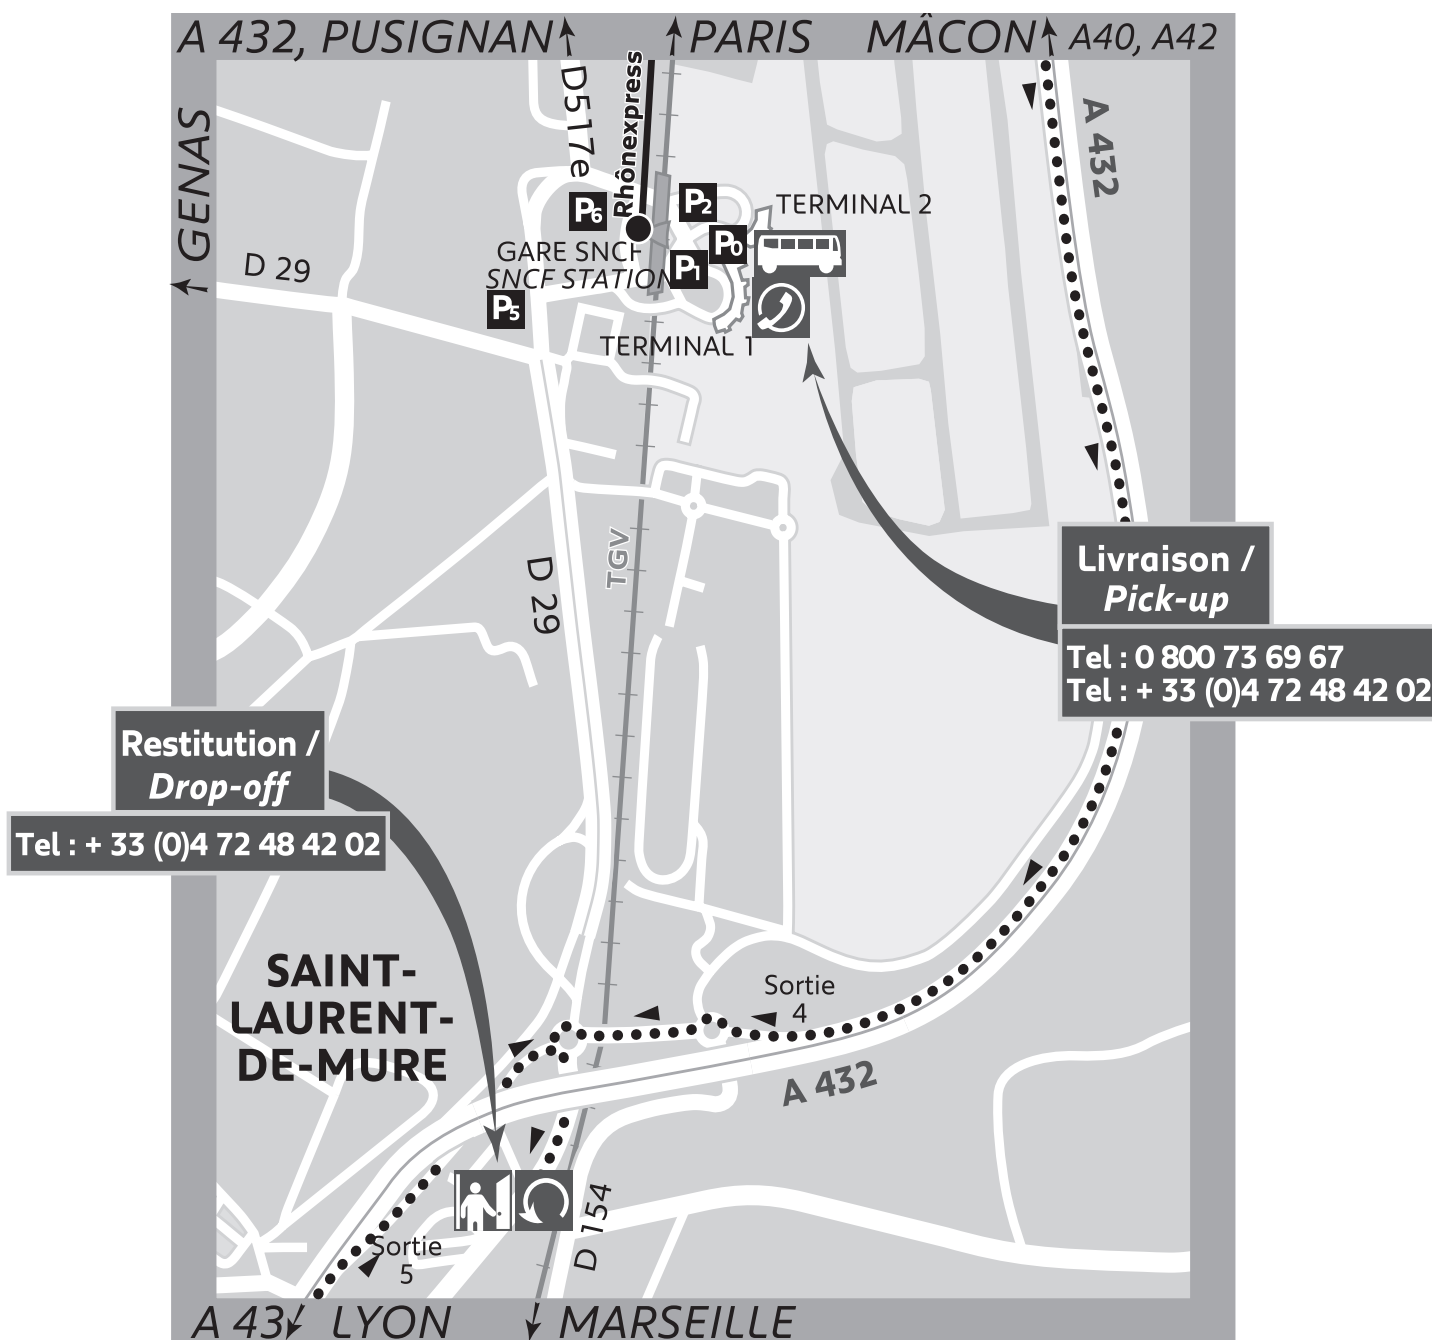 A 432, PUSIGNAN
PARIS
MÂCON
A40, A42
GENAS
D517e
Rhônexpress
A 432
P6
P2
TERMINAL 2
P0
GARE SNCF
SNCF STATION
P1
D 29
P5
TERMINAL 1
TGV
D 29
Livraison /
Pick-up
Tel : 0 800 73 69 67
Tel : + 33 (0)4 72 48 42 02
Restitution /
Drop-off
Tel : + 33 (0)4 72 48 42 02
SAINT-
LAURENT-
DE-MURE
Sortie
4
A 432
D 154
Sortie
5
A 43
LYON
MARSEILLE